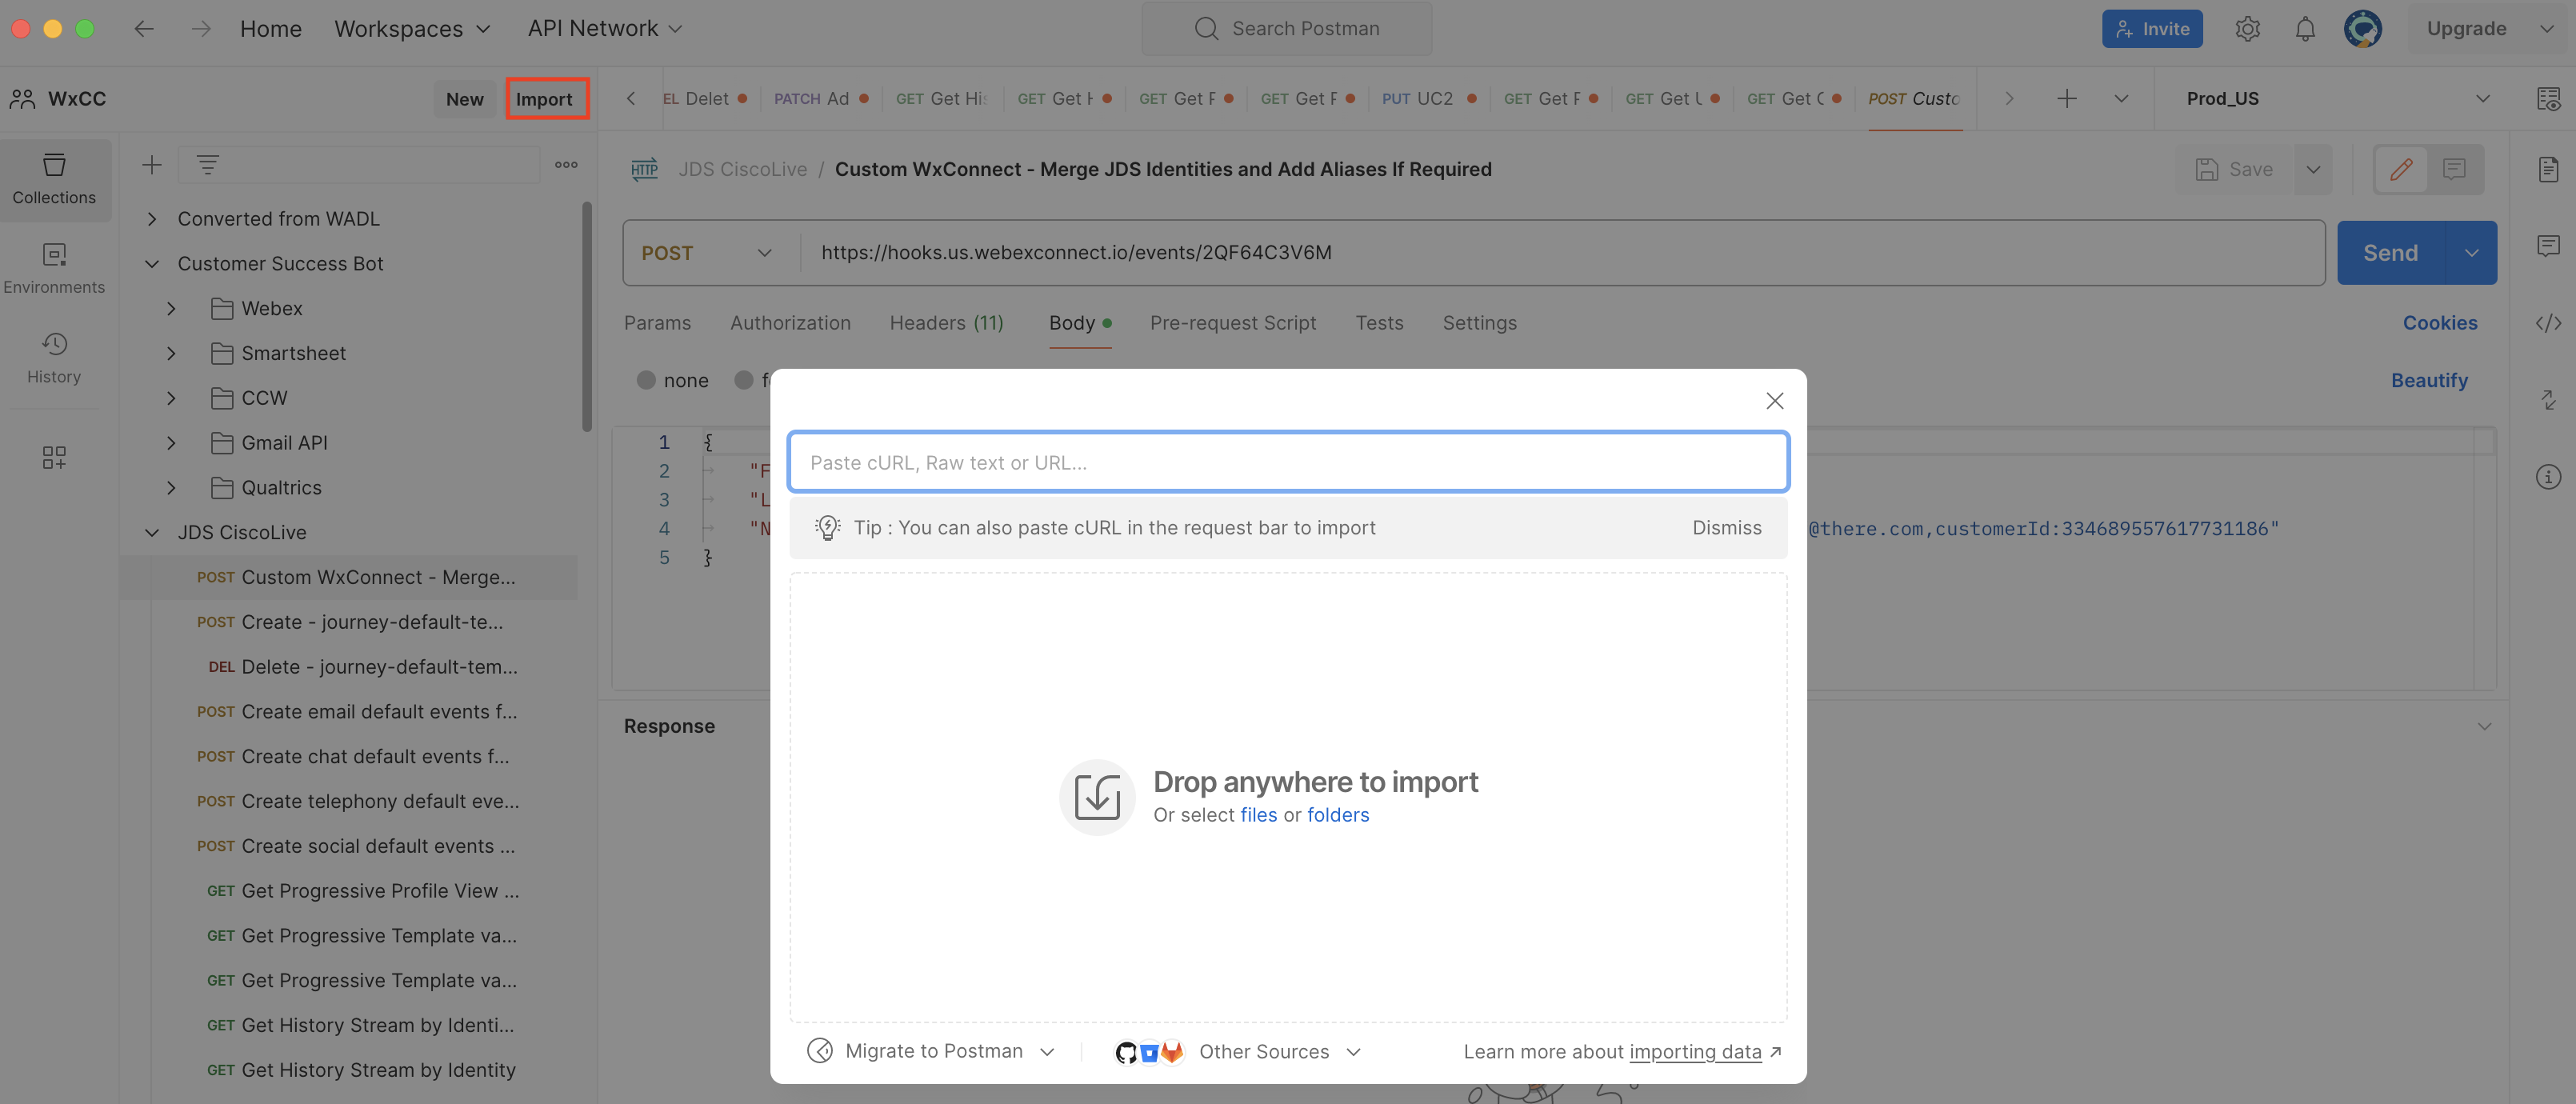 Home Workspaces API Network Search Postman Invite Upgrade
WxCC New Import
EL Delet PATCH Ad GET Get His GET Get H GET Get F GET Get F PUT UC2 GET Get F GET Get U GET Get C POST Custo Prod_US
Collections
Environments
History
Converted from WADL
Customer Success Bot
Webex
Smartsheet
CCW
Gmail API
Qualtrics
JDS CiscoLive
POST Custom WxConnect - Merge...
POST Create - journey-default-te...
DEL Delete - journey-default-tem...
POST Create email default events f...
POST Create chat default events f...
POST Create telephony default eve...
POST Create social default events ...
GET Get Progressive Profile View ...
GET Get Progressive Template va...
GET Get Progressive Template va...
GET Get History Stream by Identi...
GET Get History Stream by Identity
HTTP JDS CiscoLive / Custom WxConnect - Merge JDS Identities and Add Aliases If Required Save
POST https://hooks.us.webexconnect.io/events/2QF64C3V6M Send
Params Authorization Headers (11) Body Pre-request Script Tests Settings Cookies
none Beautify
1 {
2 "F
3 "L
4 "N @there.com,customerId:334689557617731186"
5 }
Response
Paste cURL, Raw text or URL...
Tip : You can also paste cURL in the request bar to import Dismiss
Drop anywhere to import
Or select files or folders
Migrate to Postman Other Sources Learn more about importing data